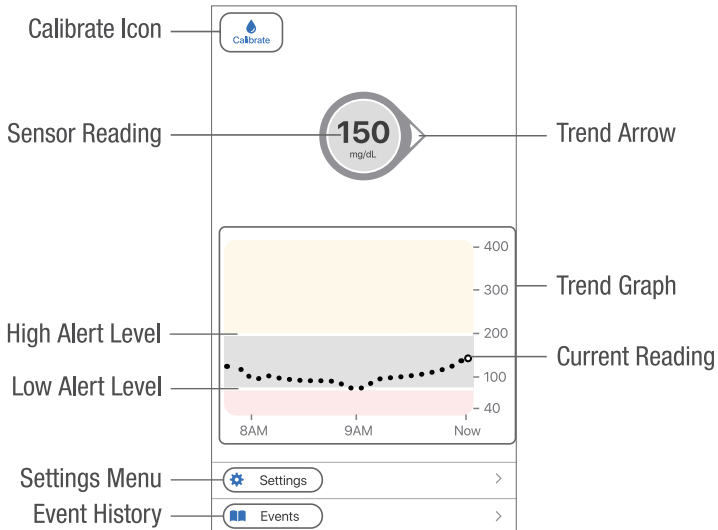 Calibrate Icon
Calibrate
Sensor Reading
150
mg/dL
Trend Arrow
400
300
Trend Graph
High Alert Level
200
Current Reading
Low Alert Level
100
40
8AM 9AM Now
Settings Menu
Settings
Event History
Events